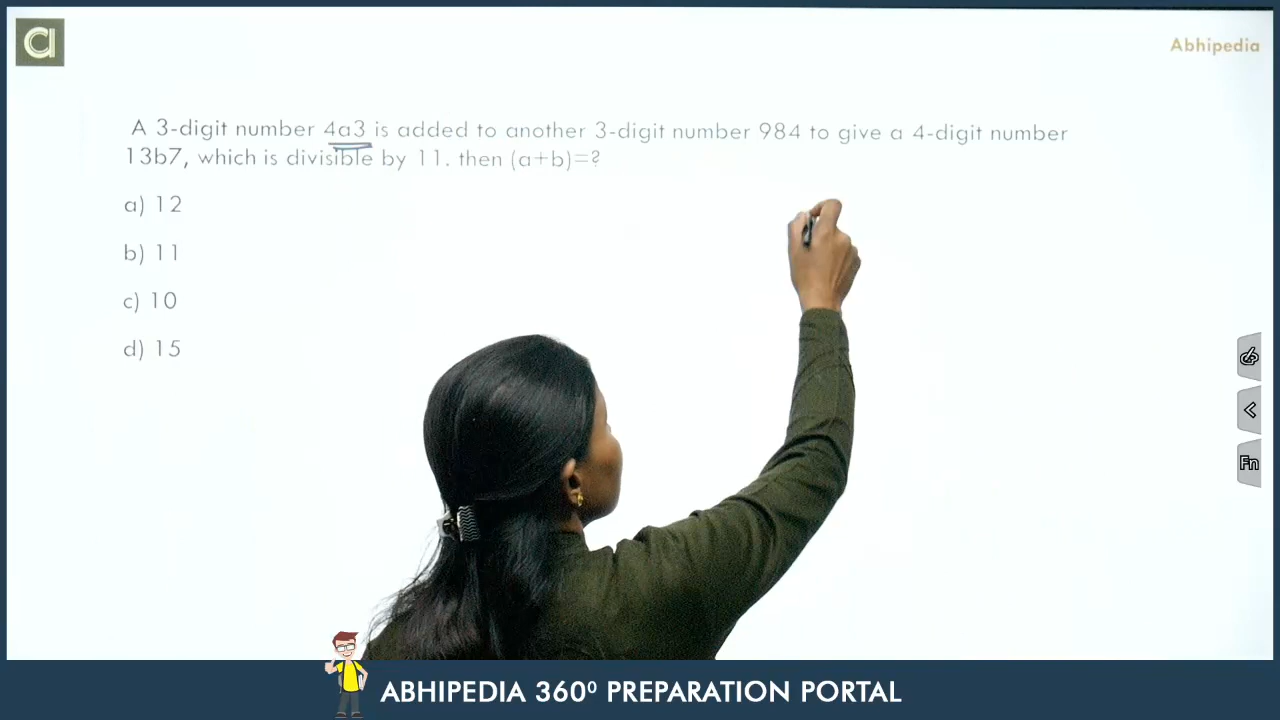 a
Abhipedia
A 3-digit number 4a3 is added to another 3-digit number 984 to give a 4-digit number
13b7, which is divisible by 11. then (a+b)=?
a) 12
b) 11
c) 10
d) 15
<
Fn
ABHIPEDIA 360⁰ PREPARATION PORTAL